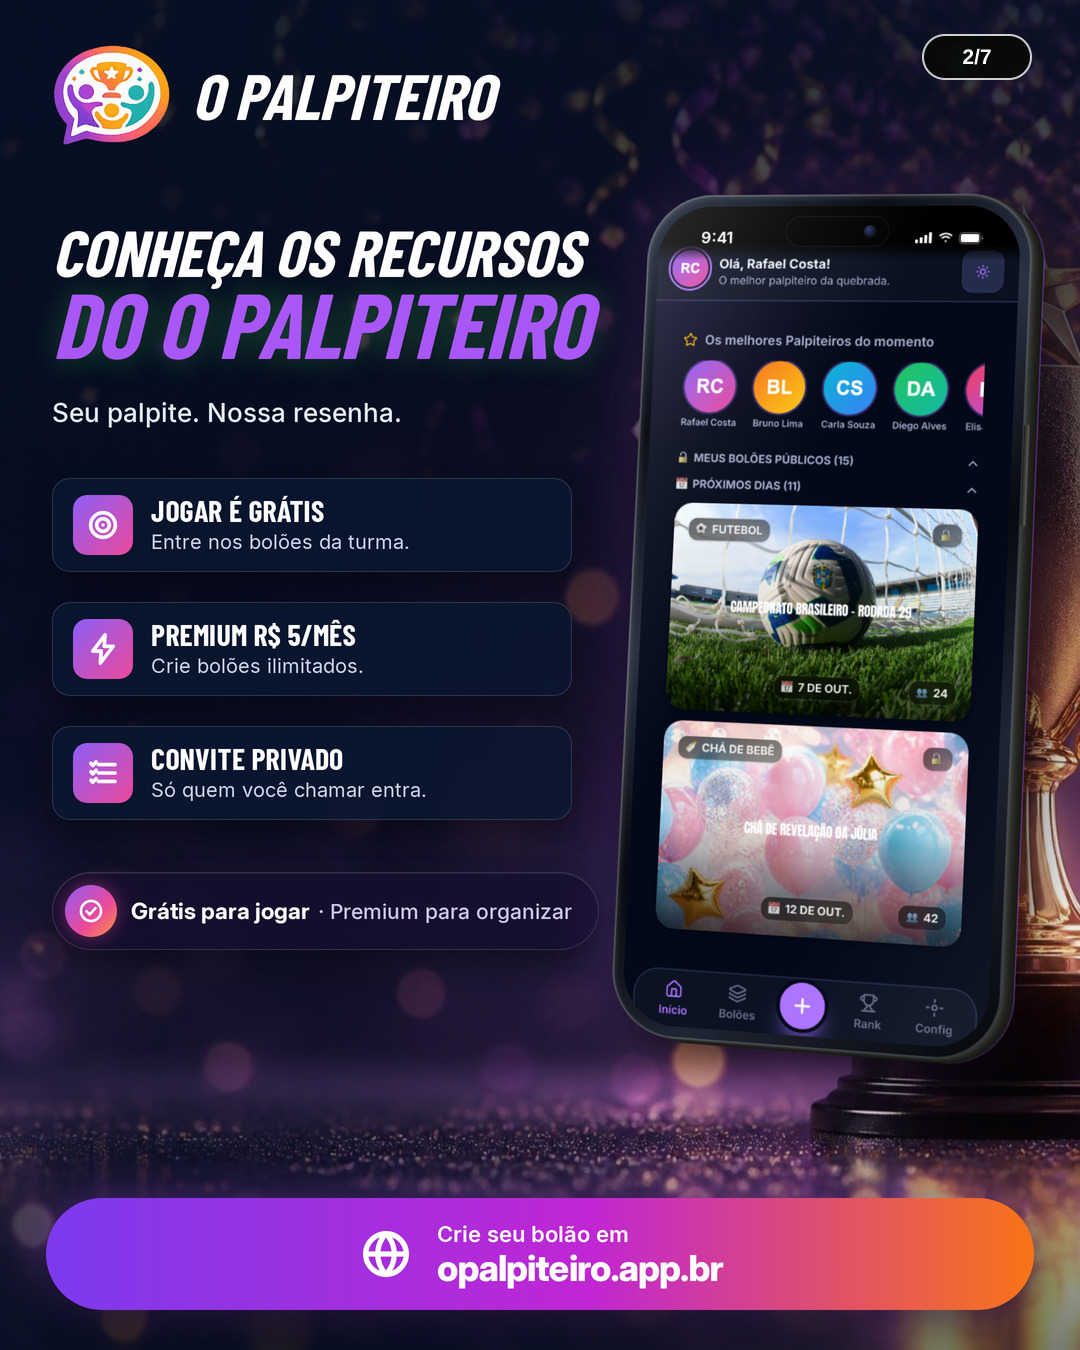 O PALPITEIRO
2/7
CONHEÇA OS RECURSOS
DO O PALPITEIRO
Seu palpite. Nossa resenha.
JOGAR É GRÁTIS
Entre nos bolões da turma.
PREMIUM R$ 5/MÊS
Crie bolões ilimitados.
CONVITE PRIVADO
Só quem você chamar entra.
Grátis para jogar · Premium para organizar
9:41
RC
Olá, Rafael Costa!
O melhor palpiteiro da quebrada.
Os melhores Palpiteiros do momento
RC BL CS DA
Rafael Costa Bruno Lima Carla Souza Diego Alves Elis
MEUS BOLÕES PÚBLICOS (15)
PRÓXIMOS DIAS (11)
FUTEBOL
CAMPEONATO BRASILEIRO - RODADA 29
7 DE OUT. 24
CHÁ DE BEBÊ
CHÁ DE REVELAÇÃO DA JÚLIA
12 DE OUT. 42
Início Bolões + Rank Config
Crie seu bolão em
opalpiteiro.app.br